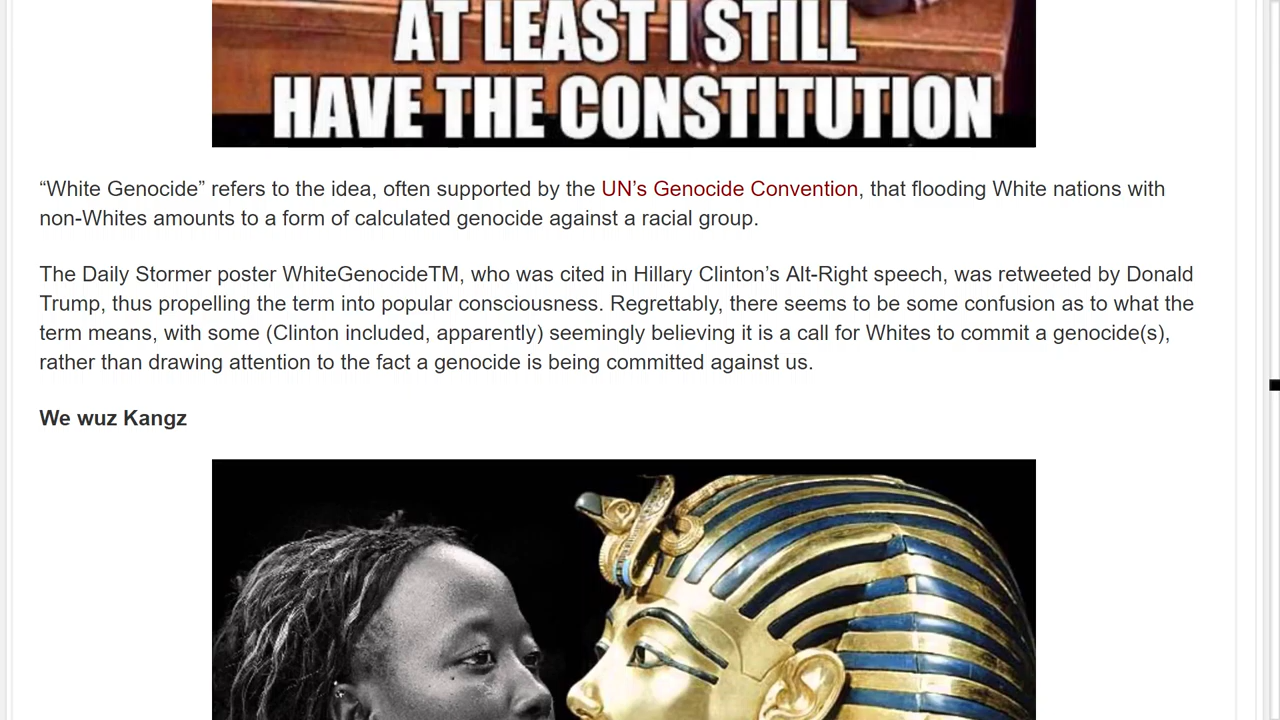 AT LEAST I STILL
HAVE THE CONSTITUTION
“White Genocide” refers to the idea, often supported by the UN’s Genocide Convention, that flooding White nations with
non-Whites amounts to a form of calculated genocide against a racial group.
The Daily Stormer poster WhiteGenocideTM, who was cited in Hillary Clinton’s Alt-Right speech, was retweeted by Donald
Trump, thus propelling the term into popular consciousness. Regrettably, there seems to be some confusion as to what the
term means, with some (Clinton included, apparently) seemingly believing it is a call for Whites to commit a genocide(s),
rather than drawing attention to the fact a genocide is being committed against us.
We wuz Kangz